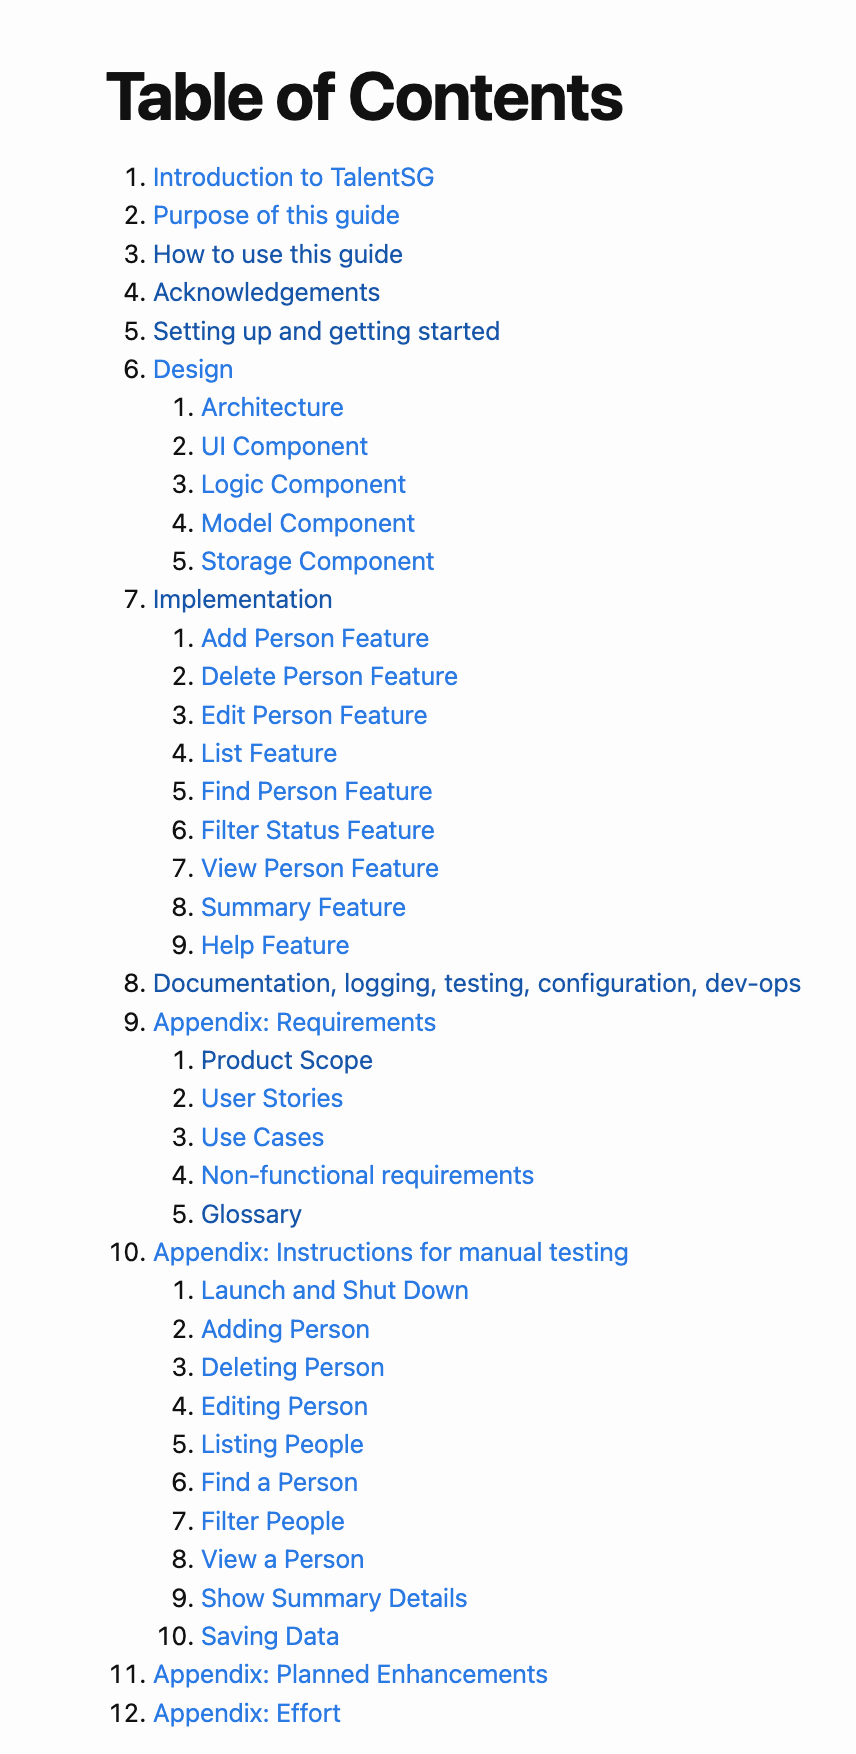 Table of Contents
1. Introduction to TalentSG
2. Purpose of this guide
3. How to use this guide
4. Acknowledgements
5. Setting up and getting started
6. Design
1. Architecture
2. UI Component
3. Logic Component
4. Model Component
5. Storage Component
7. Implementation
1. Add Person Feature
2. Delete Person Feature
3. Edit Person Feature
4. List Feature
5. Find Person Feature
6. Filter Status Feature
7. View Person Feature
8. Summary Feature
9. Help Feature
8. Documentation, logging, testing, configuration, dev-ops
9. Appendix: Requirements
1. Product Scope
2. User Stories
3. Use Cases
4. Non-functional requirements
5. Glossary
10. Appendix: Instructions for manual testing
1. Launch and Shut Down
2. Adding Person
3. Deleting Person
4. Editing Person
5. Listing People
6. Find a Person
7. Filter People
8. View a Person
9. Show Summary Details
10. Saving Data
11. Appendix: Planned Enhancements
12. Appendix: Effort